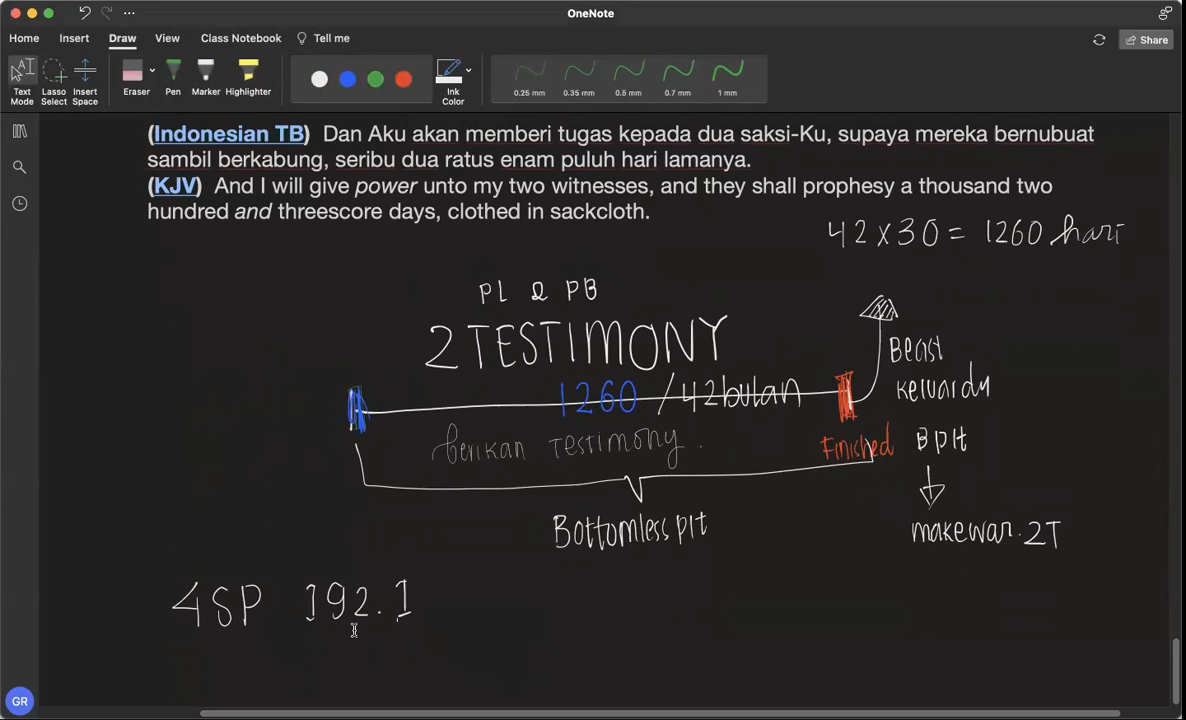 OneNote
Home Insert Draw View Class Notebook Tell me
Share
Text Mode
Lasso Select
Insert Space
Eraser
Pen
Marker
Highlighter
Ink Color
0.25 mm
0.35 mm
0.5 mm
0.7 mm
1 mm
(Indonesian TB) Dan Aku akan memberi tugas kepada dua saksi-Ku, supaya mereka bernubuat
sambil berkabung, seribu dua ratus enam puluh hari lamanya.
(KJV) And I will give power unto my two witnesses, and they shall prophesy a thousand two
hundred and threescore days, clothed in sackcloth.
42 x 30 = 1260 hari
PL & PB
2 TESTIMONY
1260 / 42 bulan
Beast
berikan testimony.
Finished
BPH
Bottomless pit
make war. 2T
4SP 192.1
GR